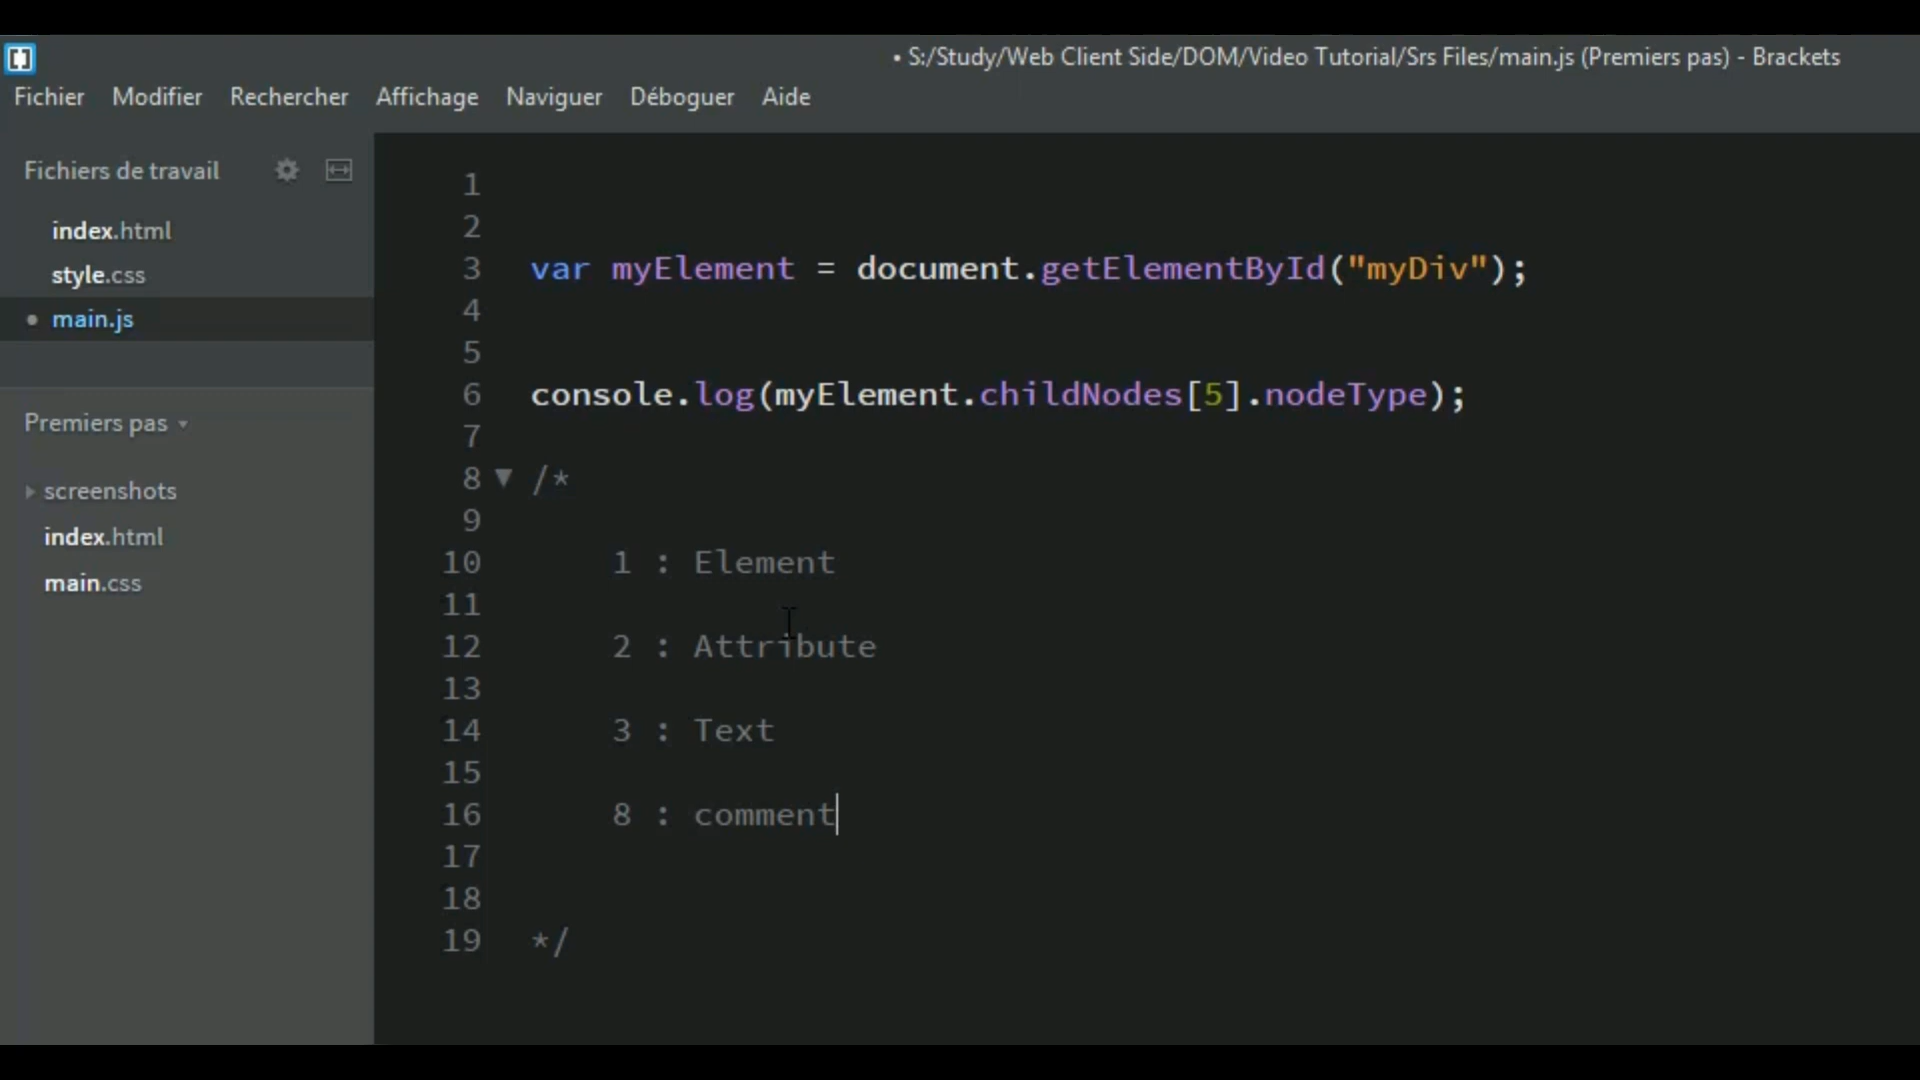 • S:/Study/Web Client Side/DOM/Video Tutorial/Srs Files/main.js (Premiers pas) - Brackets
Fichier Modifier Rechercher Affichage Naviguer Déboguer Aide
Fichiers de travail
index.html
style.css
• main.js
Premiers pas
screenshots
index.html
main.css
1
2
3 var myElement = document.getElementById("myDiv");
4
5
6 console.log(myElement.childNodes[5].nodeType);
7
8 /*
9
10 1 : Element
11
12 2 : Attribute
13
14 3 : Text
15
16 8 : comment
17
18
19 */